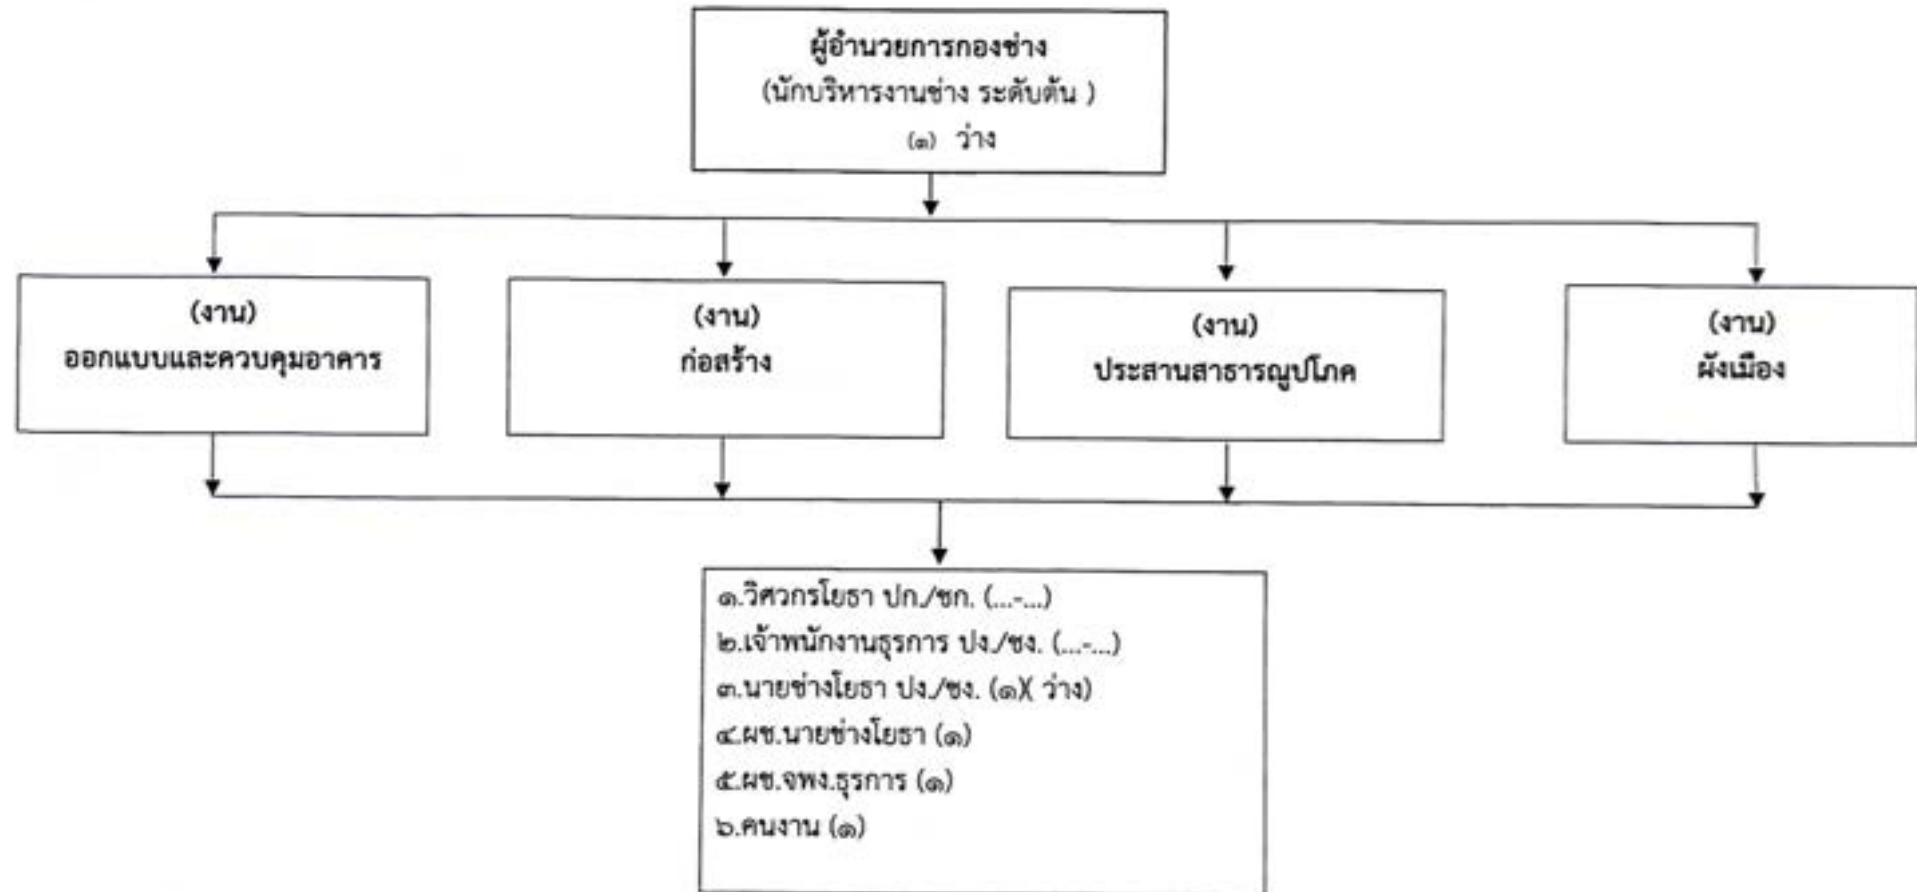 ผู้อำนวยการกองช่าง
(นักบริหารงานช่าง ระดับต้น )
(๑) ว่าง
(งาน)
ออกแบบและควบคุมอาคาร
(งาน)
ก่อสร้าง
(งาน)
ประสานสาธารณูปโภค
(งาน)
ผังเมือง
๑.วิศวกรโยธา ปก./ชก. (...-...)
๒.เจ้าพนักงานธุรการ ปง./ชง. (...-...)
๓.นายช่างโยธา ปง./ชง. (๑)( ว่าง)
๔.ผช.นายช่างโยธา (๑)
๕.ผช.จพง.ธุรการ (๑)
๖.คนงาน (๑)